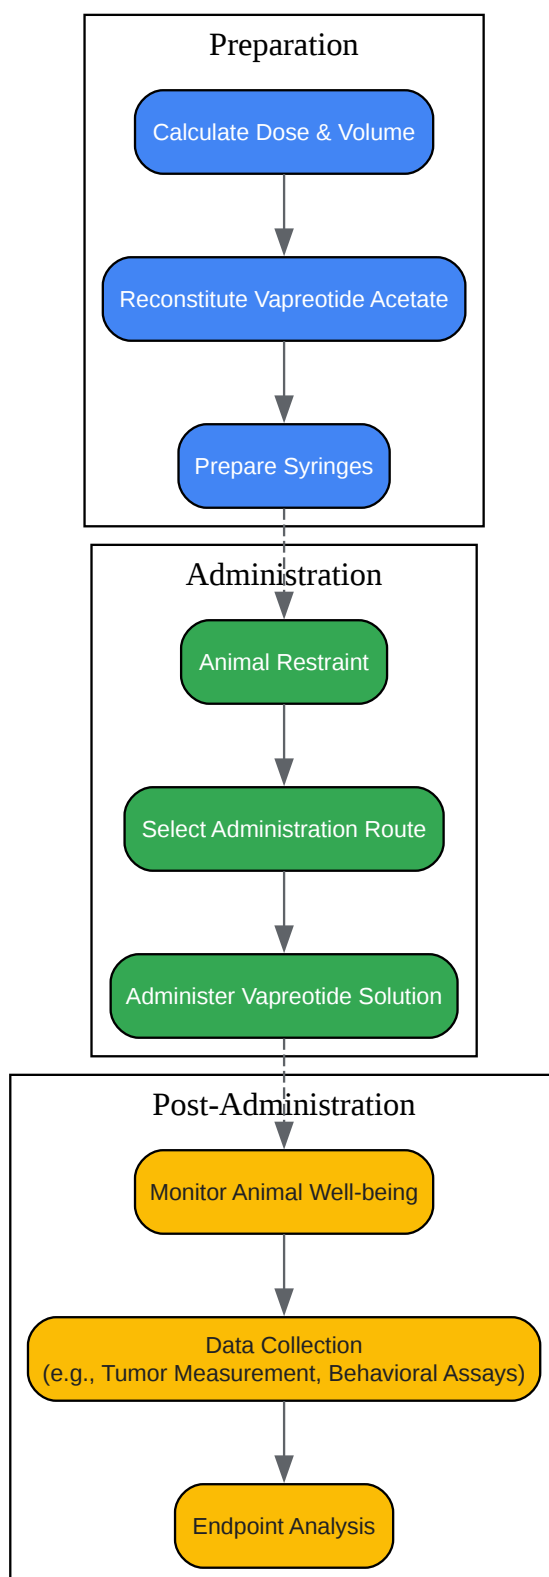 Preparation
Calculate Dose & Volume
Reconstitute Vapreotide Acetate
Prepare Syringes
Administration
Animal Restraint
Select Administration Route
Administer Vapreotide Solution
Post-Administration
Monitor Animal Well-being
Data Collection
(e.g., Tumor Measurement, Behavioral Assays)
Endpoint Analysis